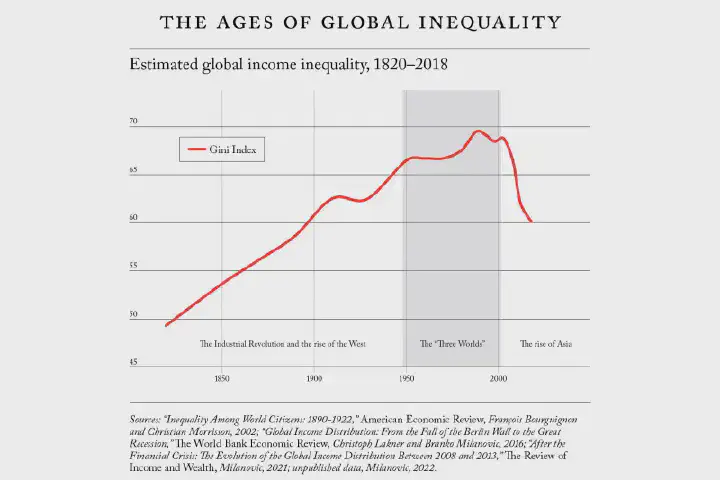 THE AGES OF GLOBAL INEQUALITY
Estimated global income inequality, 1820–2018
70
Gini Index
65
60
55
50
The Industrial Revolution and the rise of the West
The "Three Worlds"
The rise of Asia
45
1850
1900
1950
2000
Sources: "Inequality Among World Citizens: 1890-1922," American Economic Review, François Bourguignon
and Christian Morrisson, 2002; "Global Income Distribution: From the Fall of the Berlin Wall to the Great
Recession," The World Bank Economic Review, Christoph Lakner and Branko Milanovic, 2016; "After the
Financial Crisis: The Evolution of the Global Income Distribution Between 2008 and 2013," The Review of
Income and Wealth, Milanovic, 2021; unpublished data, Milanovic, 2022.